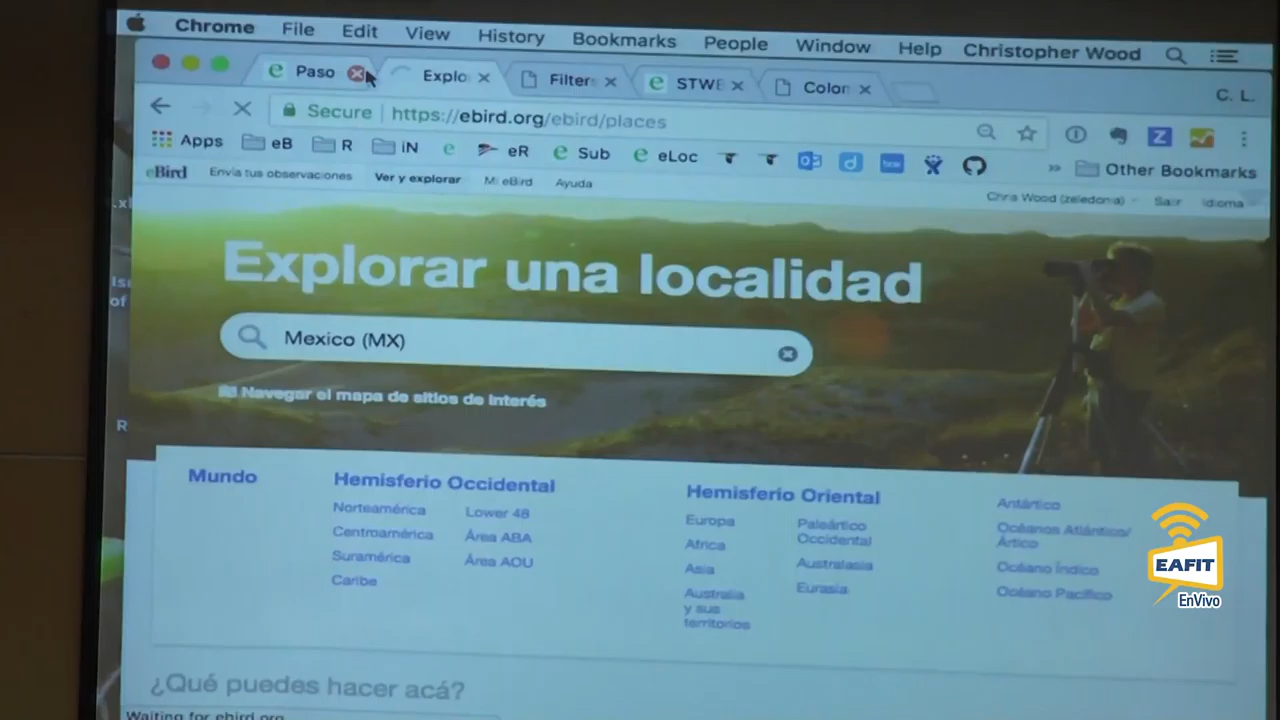 Chrome File Edit View History Bookmarks People Window Help Christopher Wood
Paso Explo Filters STWE Color
C. L.
Secure https://ebird.org/ebird/places
Apps eB R iN eR Sub eLoc Other Bookmarks
eBird Envía tus observaciones Ver y explorar Mi eBird Ayuda
Chris Wood (zeledonia) Salir Idioma
Explorar una localidad
Mexico (MX)
Navegar el mapa de sitios de interés
Mundo
Hemisferio Occidental
Norteamérica Lower 48
Centroamérica Área ABA
Suramérica Área AOU
Caribe
Hemisferio Oriental
Europa
Africa
Asia
Australia
y sus
territorios
Paleártico
Occidental
Australasia
Eurasia
Antártico
Océanos Atlántico/
Ártico
Océano Índico
Océano Pacífico
EAFIT
EnVivo
¿Qué puedes hacer acá?
Waiting for ebird.org